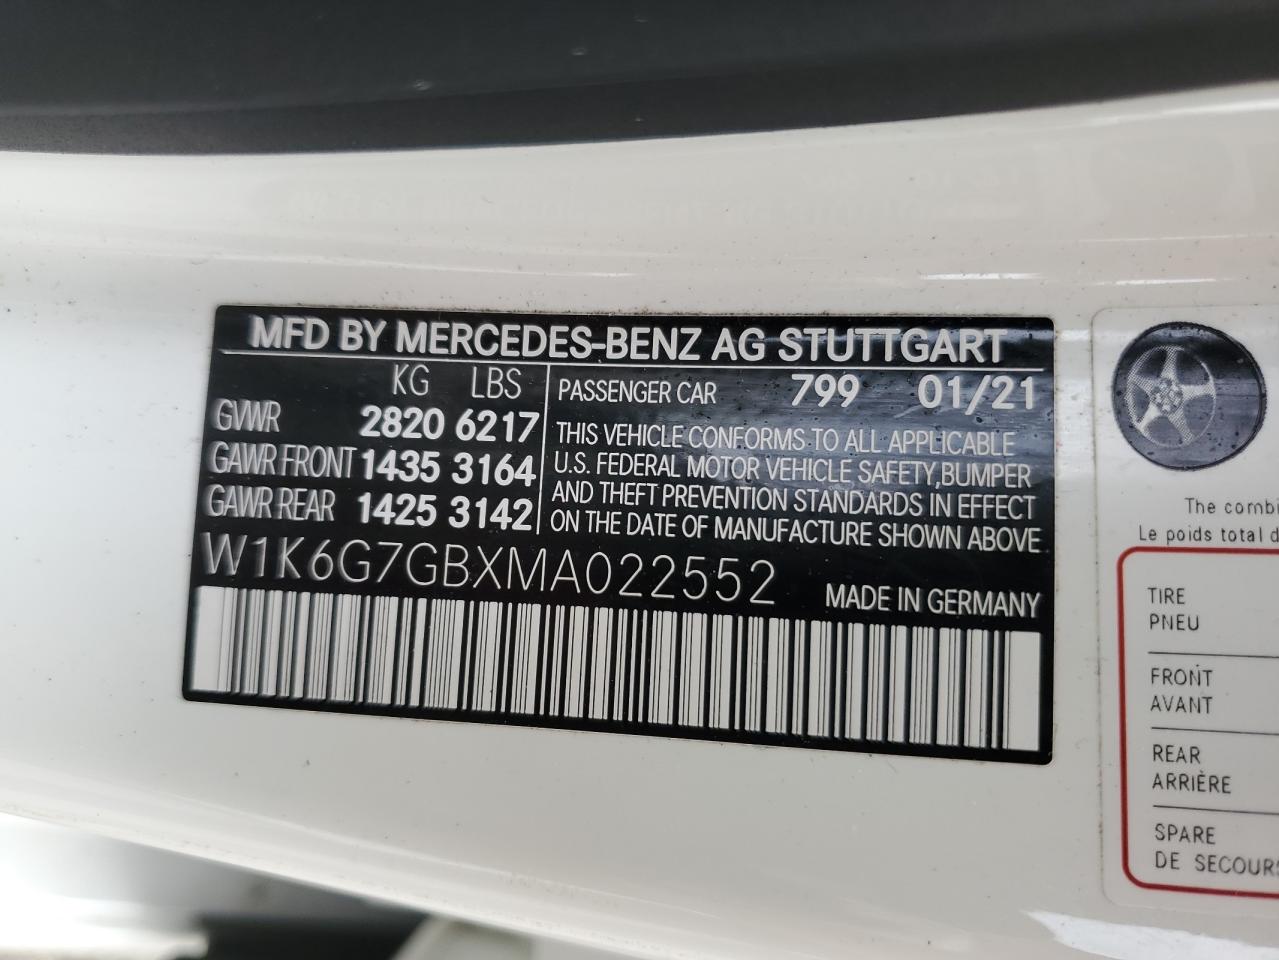 MFD BY MERCEDES-BENZ AG STUTTGART
KG LBS
GVWR 2820 6217
GAWR FRONT 1435 3164
GAWR REAR 1425 3142
PASSENGER CAR 799 01/21
THIS VEHICLE CONFORMS TO ALL APPLICABLE
U.S. FEDERAL MOTOR VEHICLE SAFETY, BUMPER
AND THEFT PREVENTION STANDARDS IN EFFECT
ON THE DATE OF MANUFACTURE SHOWN ABOVE
W1K6G7GBXMA022552
MADE IN GERMANY
The
Le poids total
TIRE
PNEU
FRONT
AVANT
REAR
ARRIÈRE
SPARE
DE SECOURS